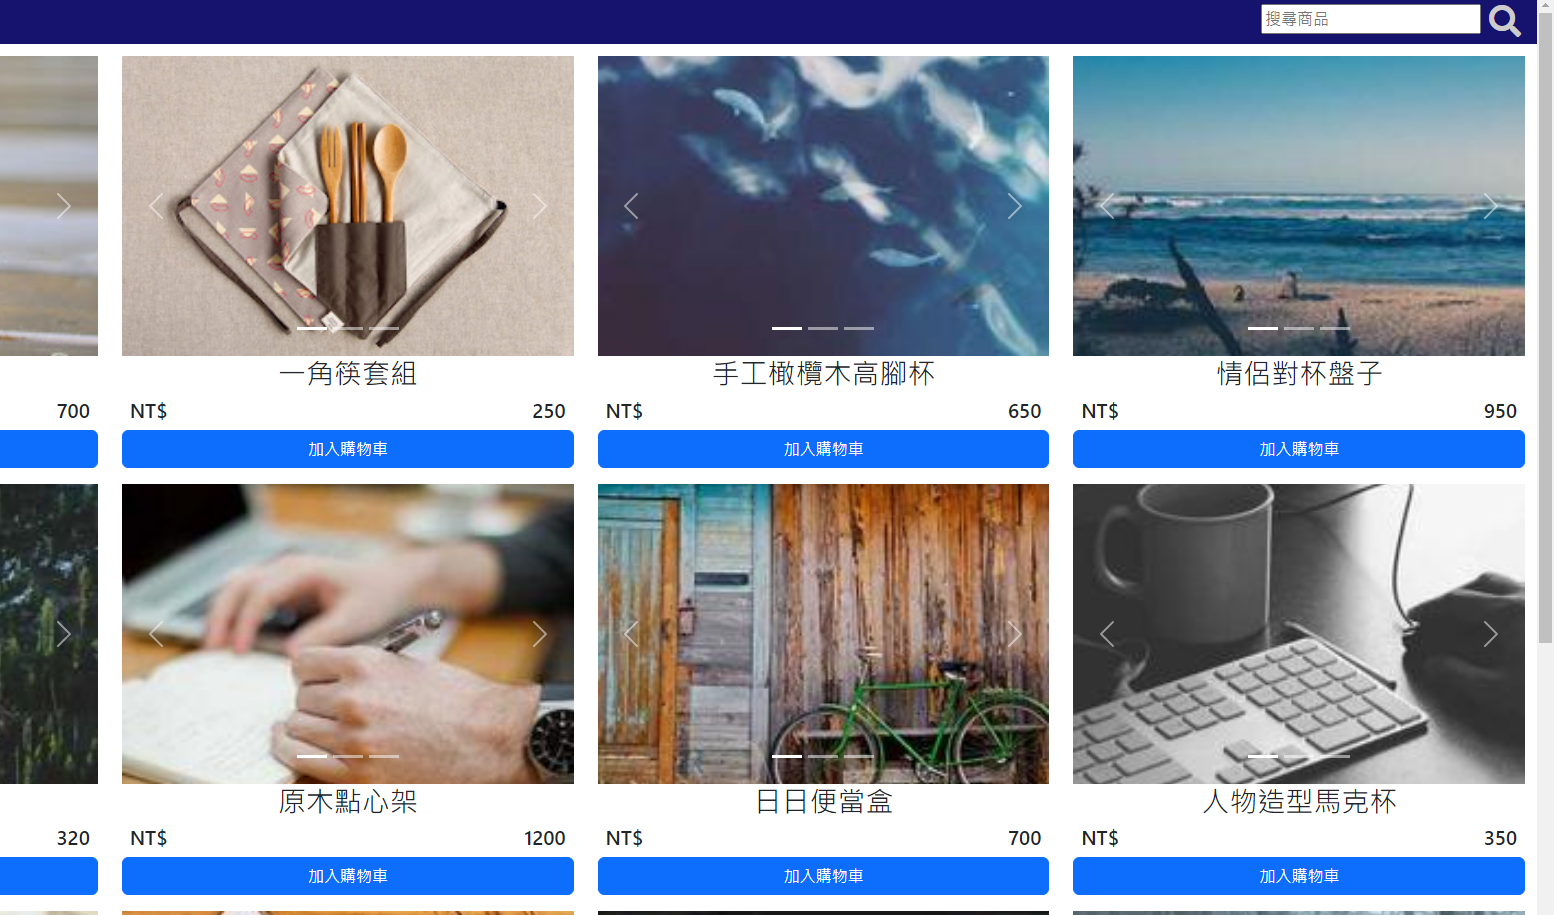 搜尋商品
一角筷套組
手工橄欖木高腳杯
情侶對杯盤子
700
NT$ 250
NT$ 650
NT$ 950
加入購物車
加入購物車
加入購物車
原木點心架
日日便當盒
人物造型馬克杯
320
NT$ 1200
NT$ 700
NT$ 350
加入購物車
加入購物車
加入購物車